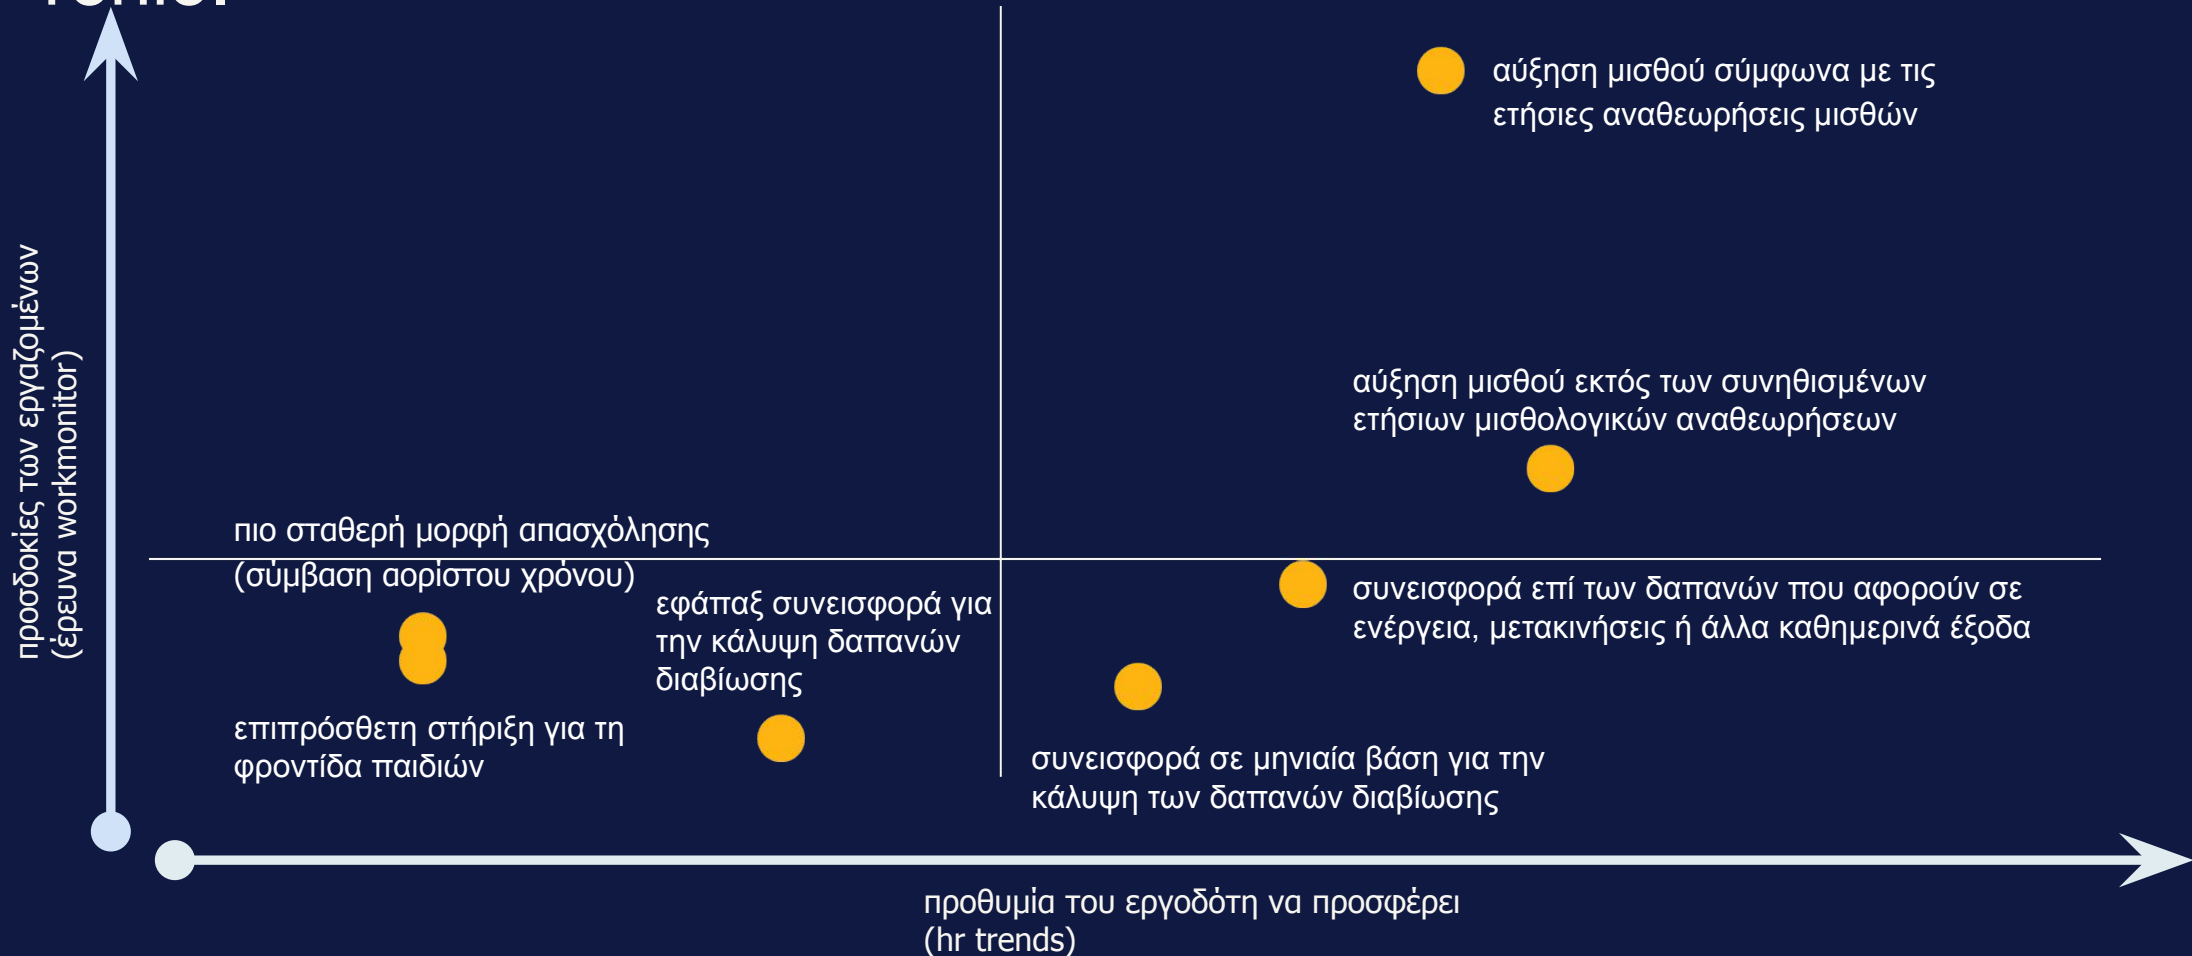 αύξηση μισθού σύμφωνα με τις
ετήσιες αναθεωρήσεις μισθών
προσδοκίες των εργαζομένων
(έρευνα workmonitor)
αύξηση μισθού εκτός των συνηθισμένων
ετήσιων μισθολογικών αναθεωρήσεων
πιο σταθερή μορφή απασχόλησης
(σύμβαση αορίστου χρόνου)
εφάπαξ συνεισφορά για
την κάλυψη δαπανών
διαβίωσης
συνεισφορά επί των δαπανών που αφορούν σε
ενέργεια, μετακινήσεις ή άλλα καθημερινά έξοδα
επιπρόσθετη στήριξη για τη
φροντίδα παιδιών
συνεισφορά σε μηνιαία βάση για την
κάλυψη των δαπανών διαβίωσης
προθυμία του εργοδότη να προσφέρει
(hr trends)